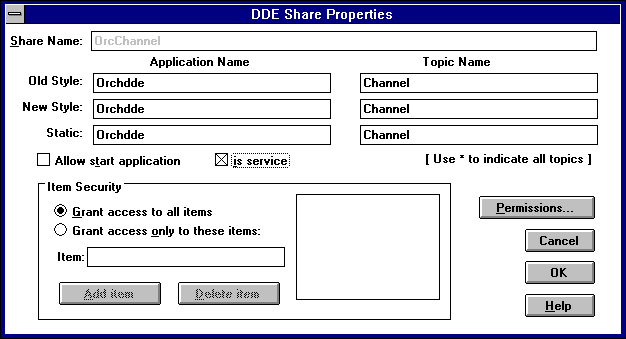 DDE Share Properties
Share Name: OrcChannel
Application Name Topic Name
Old Style: Orchdde Channel
New Style: Orchdde Channel
Static: Orchdde Channel
Allow start application is service [ Use * to indicate all topics ]
Item Security
Grant access to all items
Grant access only to these items:
Item:
Add item Delete item
Permissions...
Cancel
OK
Help